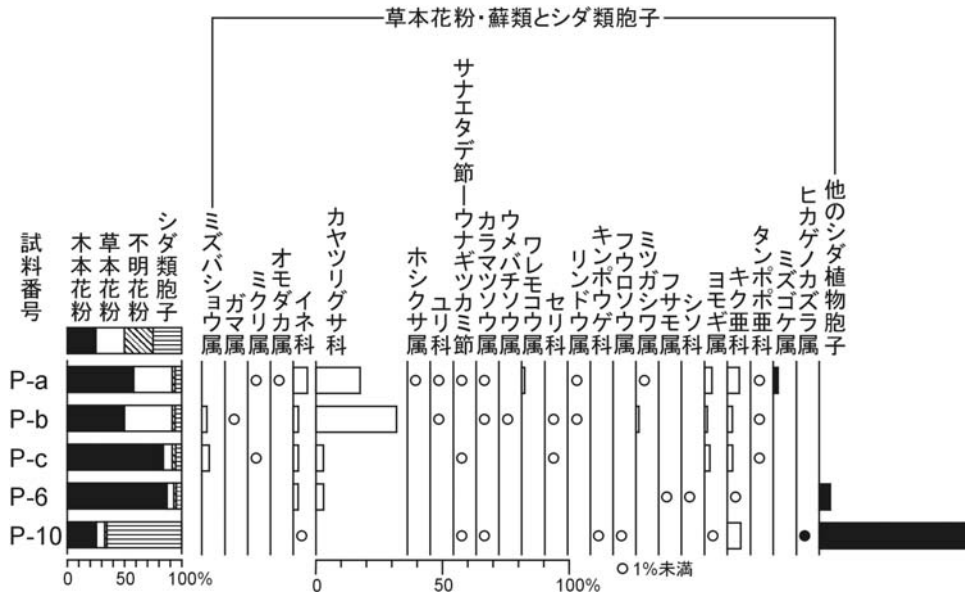 草本花粉・蘚類とシダ類胞子
試料番号
木本花粉
草本花粉
不明花粉
シダ類胞子
ミズバショウ属
ガマ属
ミクリ属
オモダカ属
イネ科
カヤツリグサ科
ホシクサ属
ユリ科
サナエタデ節ーウナギツカミ節
カラマツソウ属
ウメバチソウ属
ワレモコウ属
セリ科
リンドウ属
キンポウゲ科
フウロソウ属
ミツガシワ属
フサモ属
シソ科
ヨモギ属
キク亜科
タンポポ亜科
ミズゴケ属
ヒカゲノカズラ属
他のシダ植物胞子
P-a
P-b
P-c
P-6
P-10
0 50 100%
0 50 100%
○1%未満